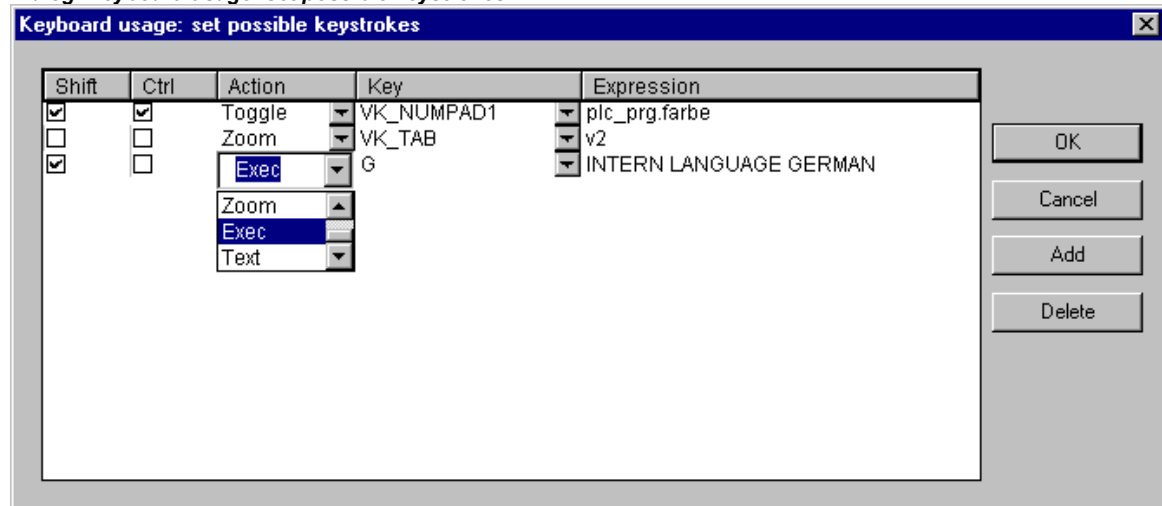 Keyboard usage: set possible keystrokes
Shift Ctrl Action Key Expression
Toggle VK_NUMPAD1 plc_prg.farbe
Zoom VK_TAB v2
Exec G INTERN LANGUAGE GERMAN
Zoom
Exec
Text
OK
Cancel
Add
Delete